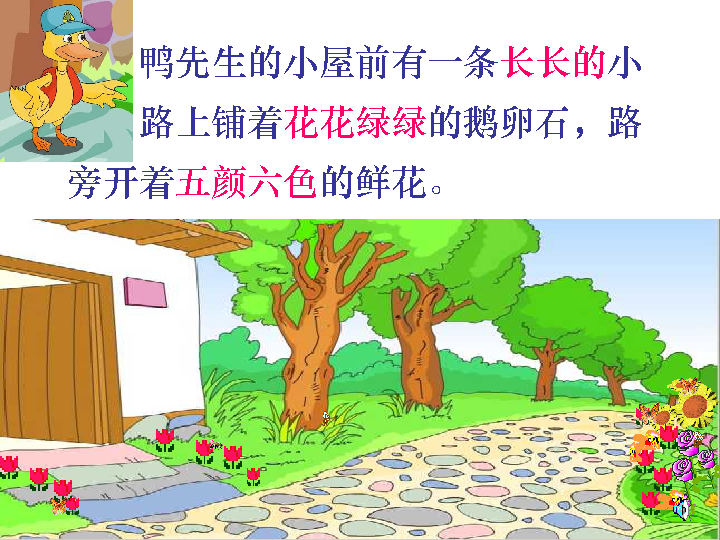 鸭先生的小屋前有一条长长的小
路上铺着花花绿绿的鹅卵石，路
旁开着五颜六色的鲜花。